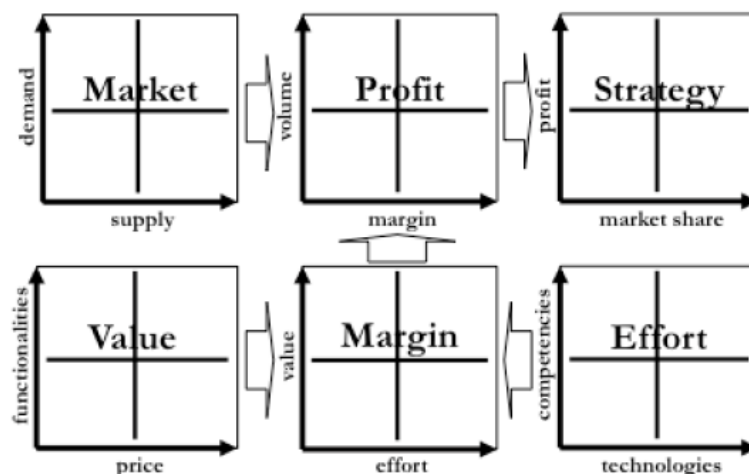 demand
Market
supply
volume
Profit
margin
profit
Strategy
market share
functionalities
Value
price
value
Margin
effort
competencies
Effort
technologies